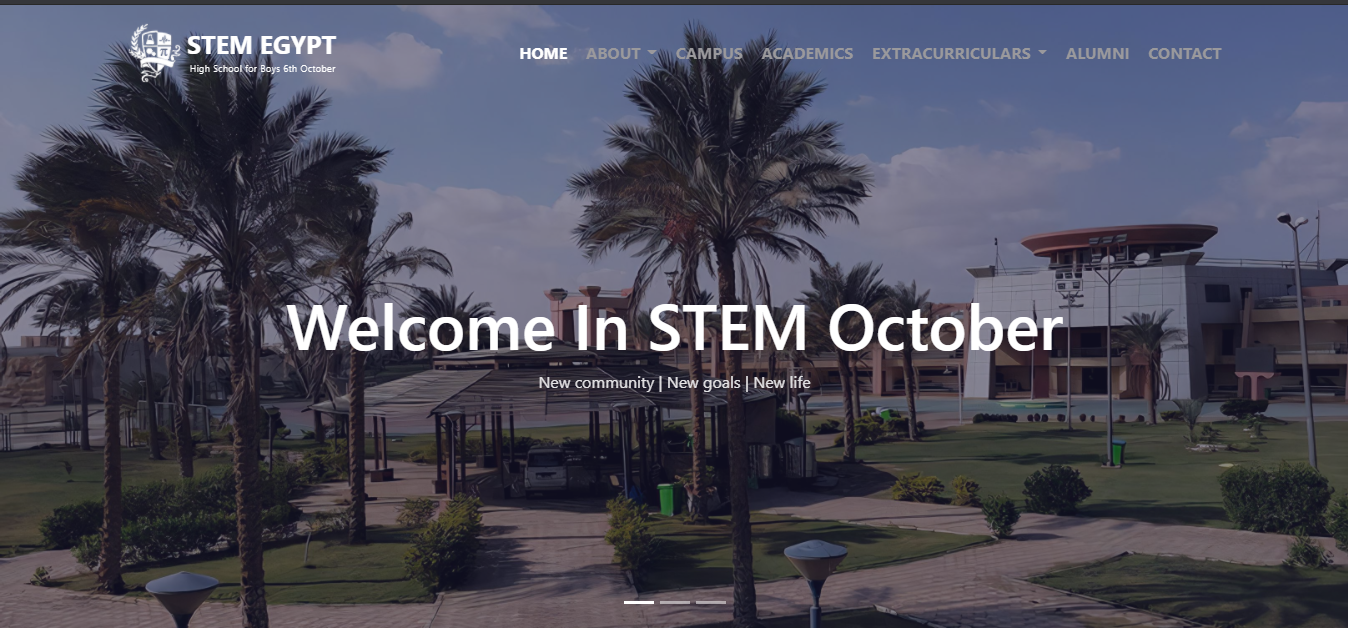 STEM EGYPT
High School for Boys 6th October
HOME ABOUT CAMPUS ACADEMICS EXTRACURRICULARS ALUMNI CONTACT
Welcome In STEM October
New community | New goals | New life